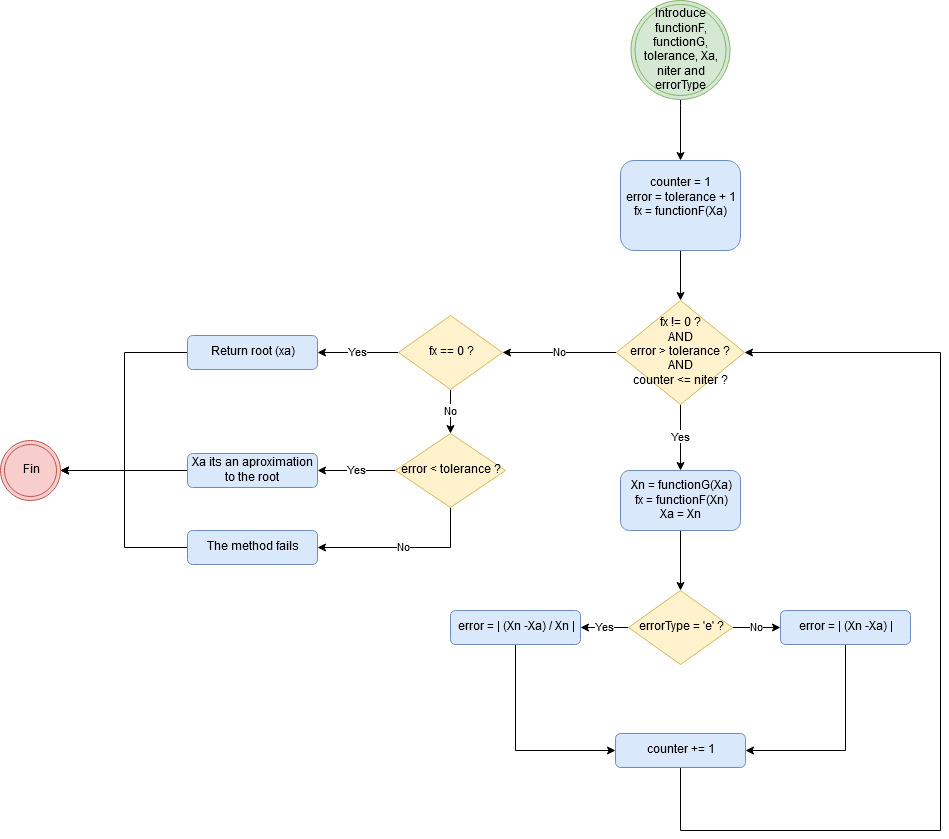 Introduce
functionF,
functionG,
tolerance, Xa,
niter and
errorType
counter = 1
error = tolerance + 1
fx = functionF(Xa)
fx != 0 ?
AND
error > tolerance ?
AND
counter <= niter ?
No
fx == 0 ?
Yes
Return root (xa)
No
error < tolerance ?
Yes
Xa its an aproximation
to the root
Fin
No
The method fails
Yes
Xn = functionG(Xa)
fx = functionF(Xn)
Xa = Xn
errorType = 'e' ?
Yes
error = | (Xn -Xa) / Xn |
No
error = | (Xn -Xa) |
counter += 1